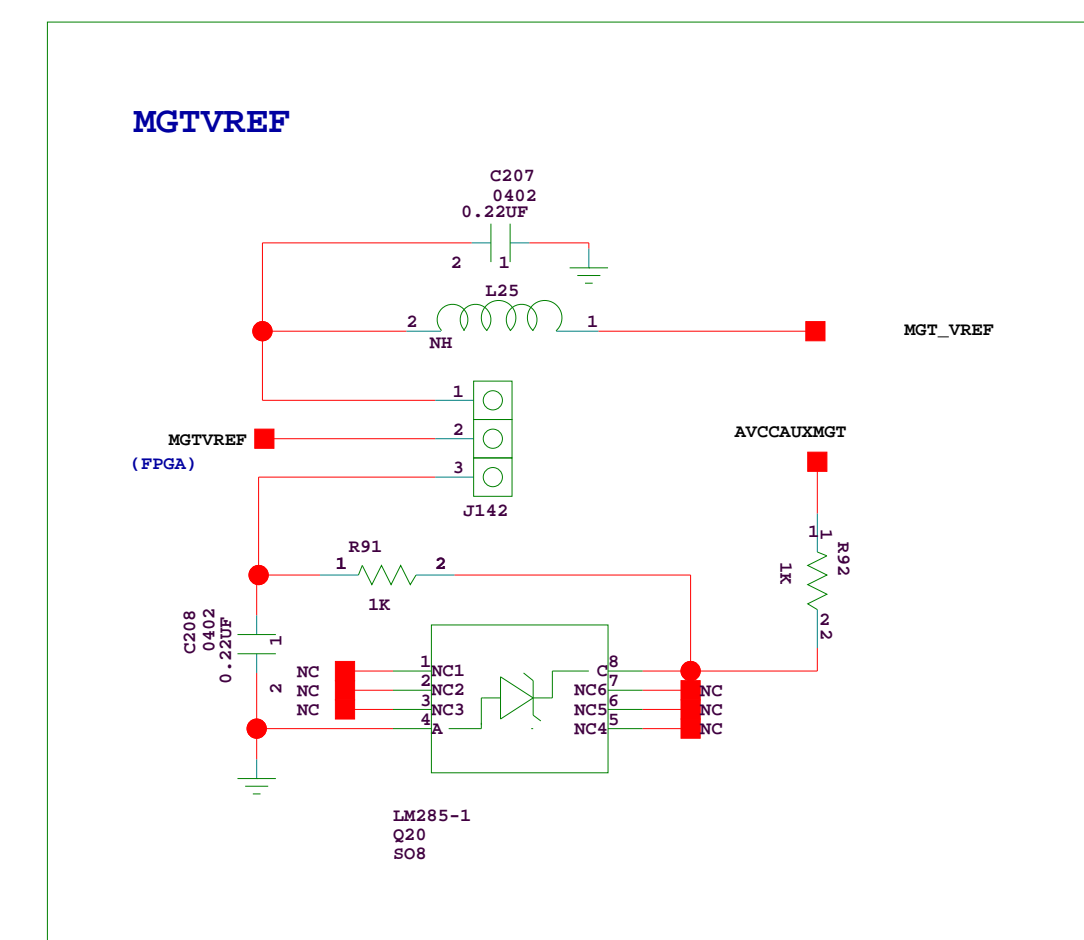 MGTVREF
C207
0402
0.22UF
2 1
L25
2 1
NH
MGT_VREF
1
AVCCAUXMGT
2
MGTVREF
(FPGA)
3
J142
1 1
R92
1K
2 2
R91
1 2
1K
C208
0402
0.22UF
1
2
NC 1 NC1 C 8
NC 2 NC2 NC6 7 NC
NC 3 NC3 NC5 6 NC
4 A NC4 5 NC
LM285-1
Q20
SO8